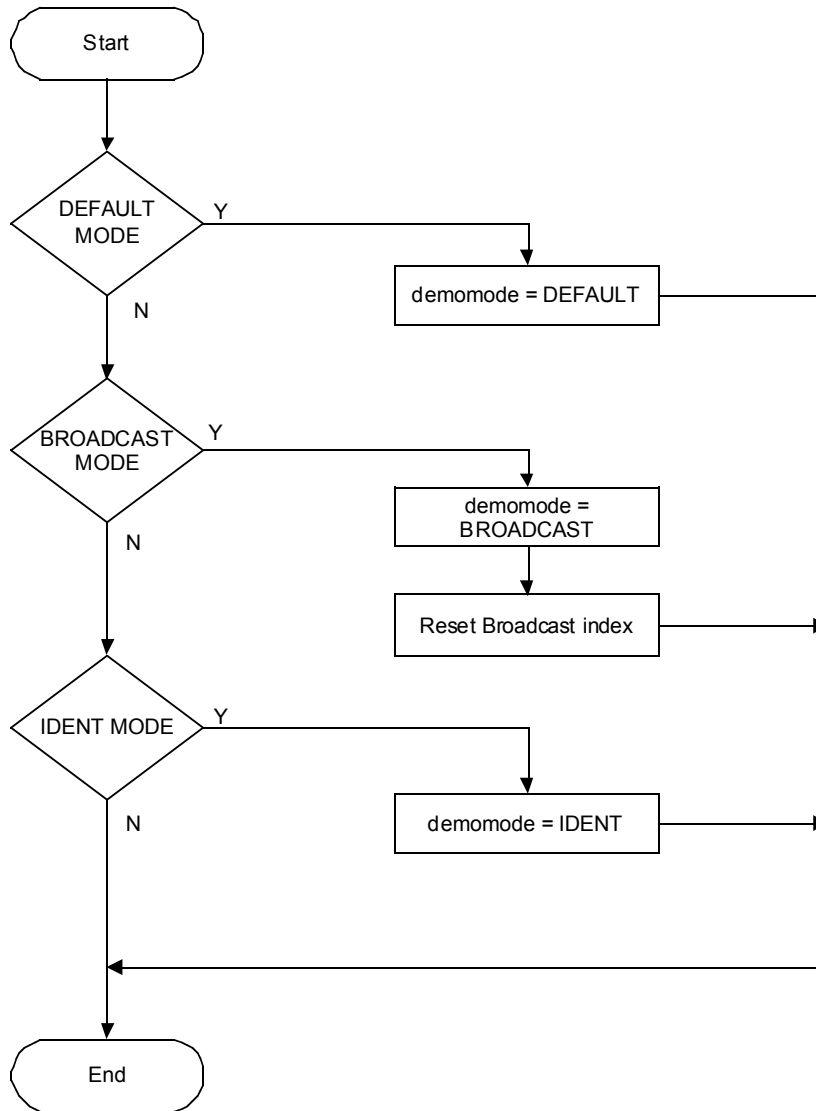 Start
DEFAULT
MODE
Y
demomode = DEFAULT
N
BROADCAST
MODE
Y
demomode =
BROADCAST
N
Reset Broadcast index
IDENT MODE
Y
demomode = IDENT
N
End